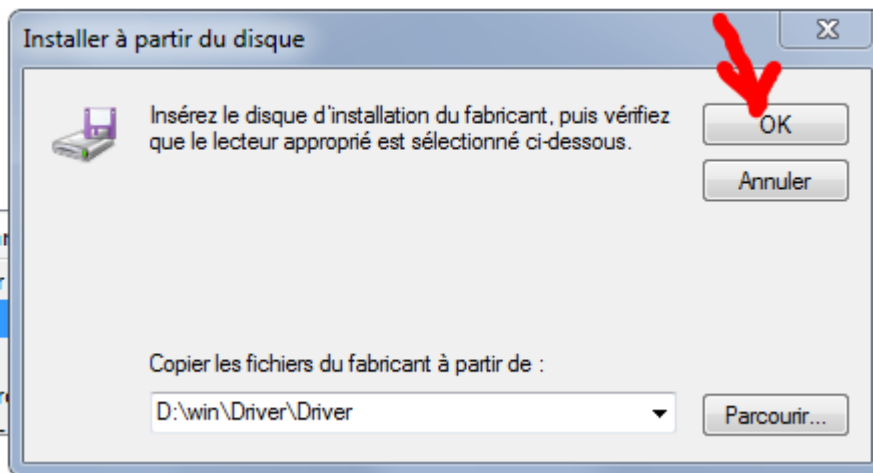 Installer à partir du disque
Insérez le disque d'installation du fabricant, puis vérifiez
que le lecteur approprié est sélectionné ci-dessous.
OK
Annuler
Copier les fichiers du fabricant à partir de :
D:\win\Driver\Driver
Parcourir...